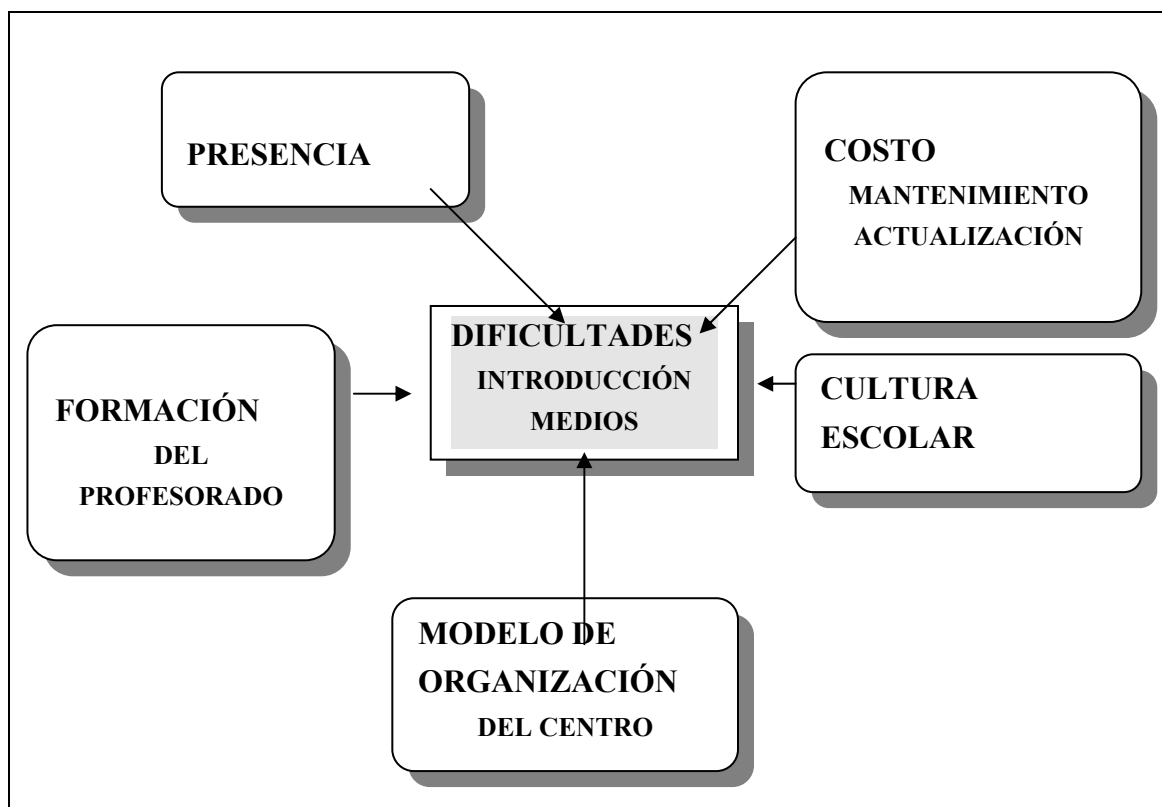 PRESENCIA
COSTO
MANTENIMIENTO
ACTUALIZACIÓN
DIFICULTADES
INTRODUCCIÓN
MEDIOS
FORMACIÓN
DEL
PROFESORADO
CULTURA
ESCOLAR
MODELO DE
ORGANIZACIÓN
DEL CENTRO